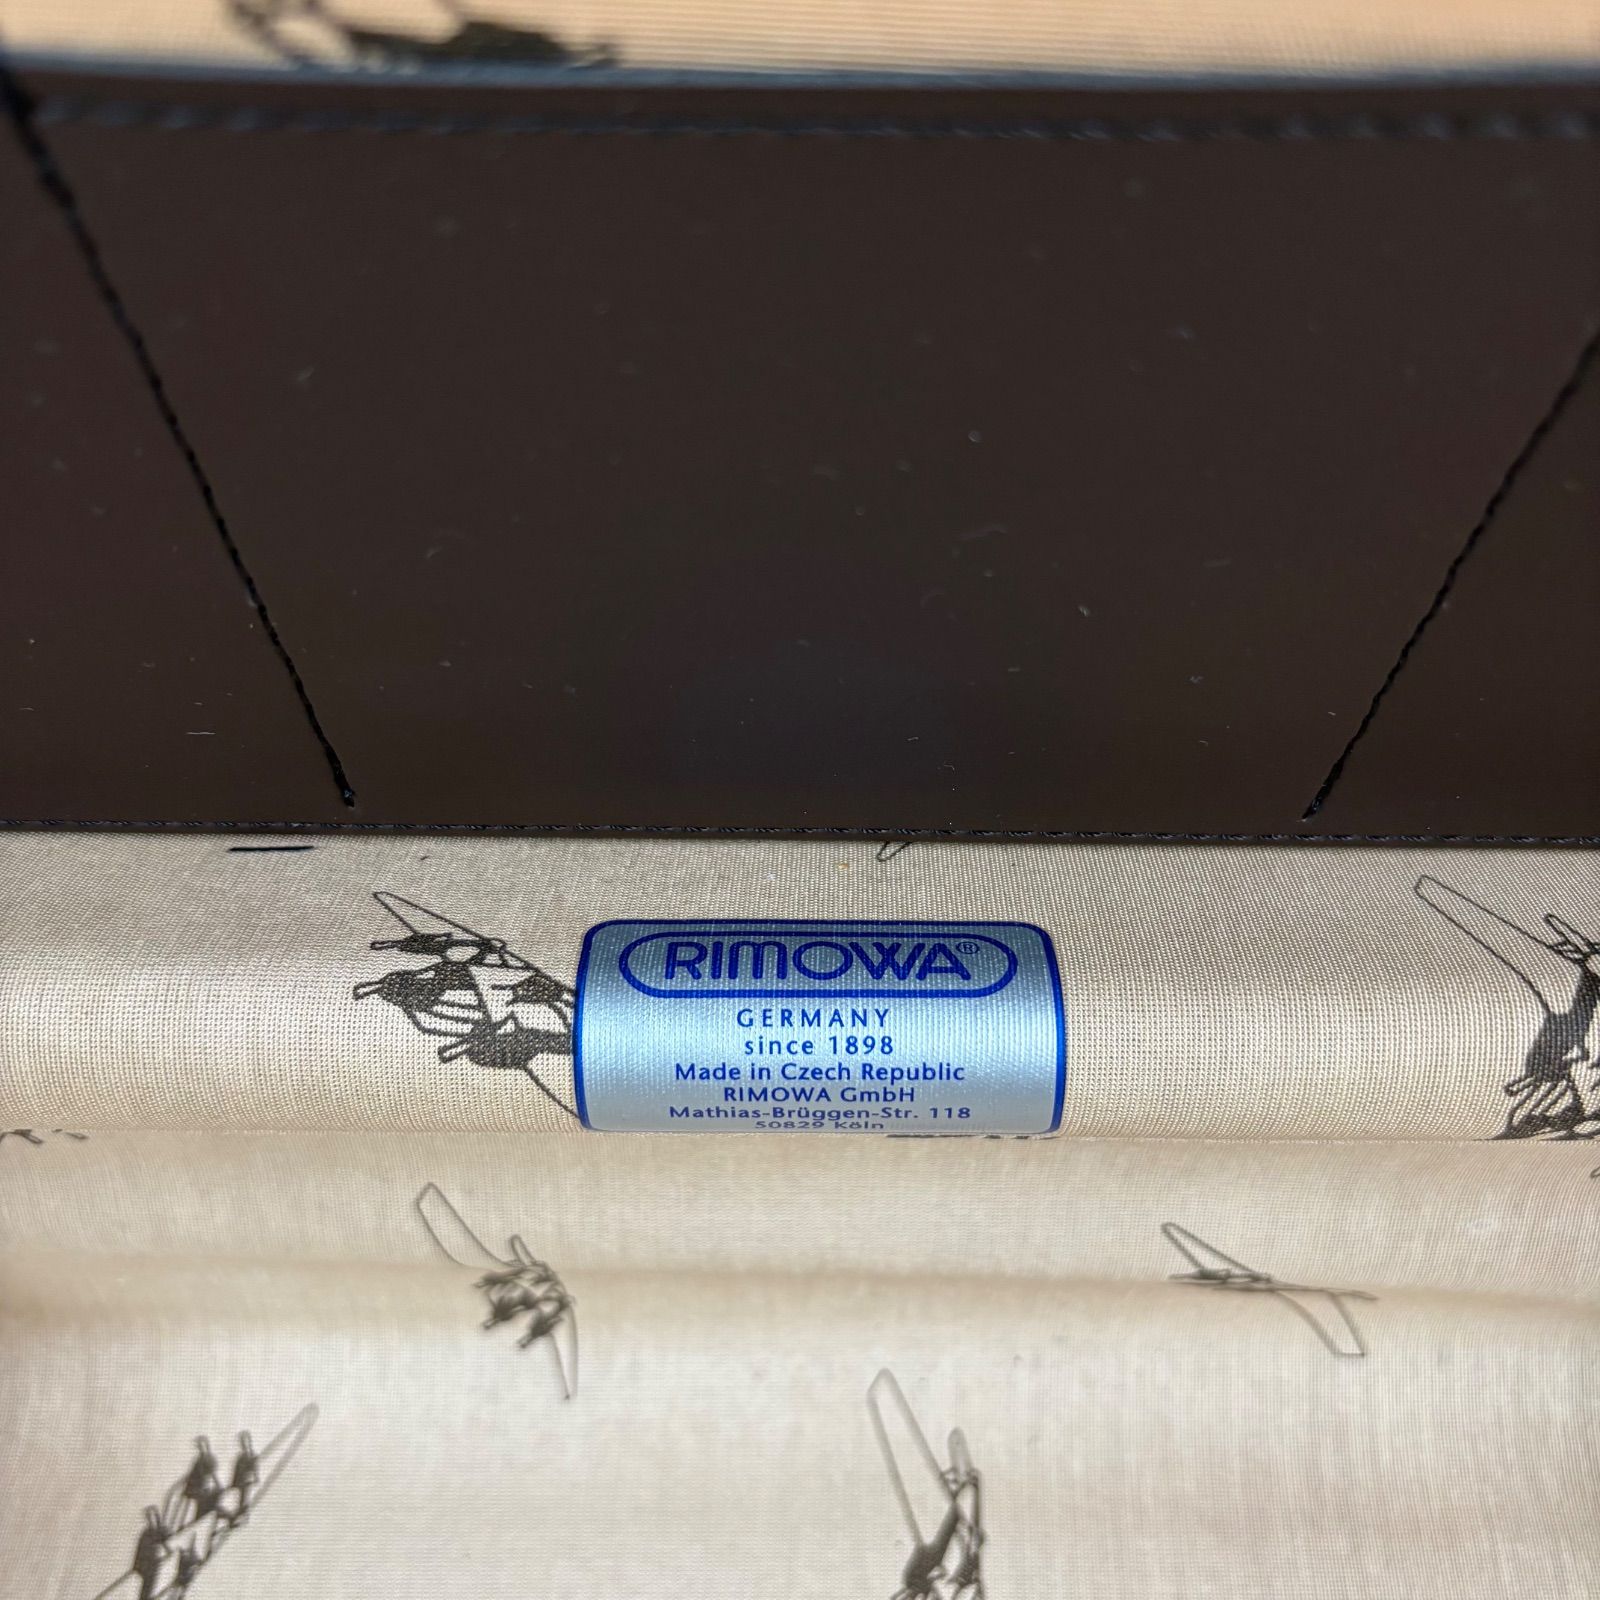 RIMOWA®
GERMANY
since 1898
Made in Czech Republic
RIMOWA GmbH
Mathias-Brüggen-Str. 118
50829 Köln